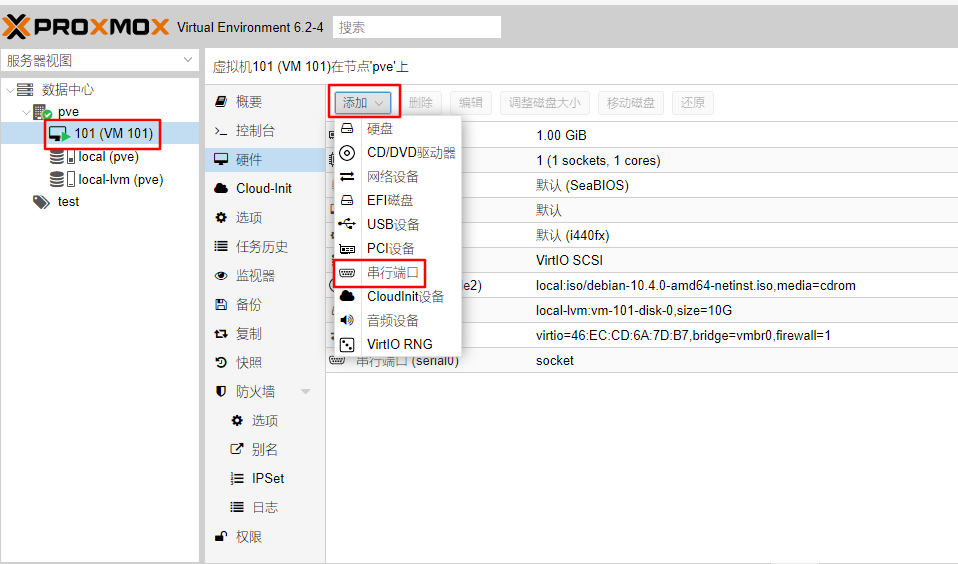 PROXMOX Virtual Environment 6.2-4 搜索
服务器视图
数据中心
pve
101 (VM 101)
local (pve)
local-lvm (pve)
test
虚拟机101 (VM 101)在节点'pve'上
概要
控制台
硬件
Cloud-Init
选项
任务历史
监视器
备份
复制
快照
防火墙
选项
别名
IPSet
日志
权限
添加 删除 编辑 调整磁盘大小 移动磁盘 还原
硬盘
CD/DVD驱动器
网络设备
EFI磁盘
USB设备
PCI设备
串行端口
CloudInit设备
音频设备
VirtIO RNG
1.00 GiB
1 (1 sockets, 1 cores)
默认 (SeaBIOS)
默认
默认 (i440fx)
VirtIO SCSI
e2) local:iso/debian-10.4.0-amd64-netinst.iso,media=cdrom
local-lvm:vm-101-disk-0,size=10G
virtio=46:EC:CD:6A:7D:B7,bridge=vmbr0,firewall=1
串行端口 (serial0) socket